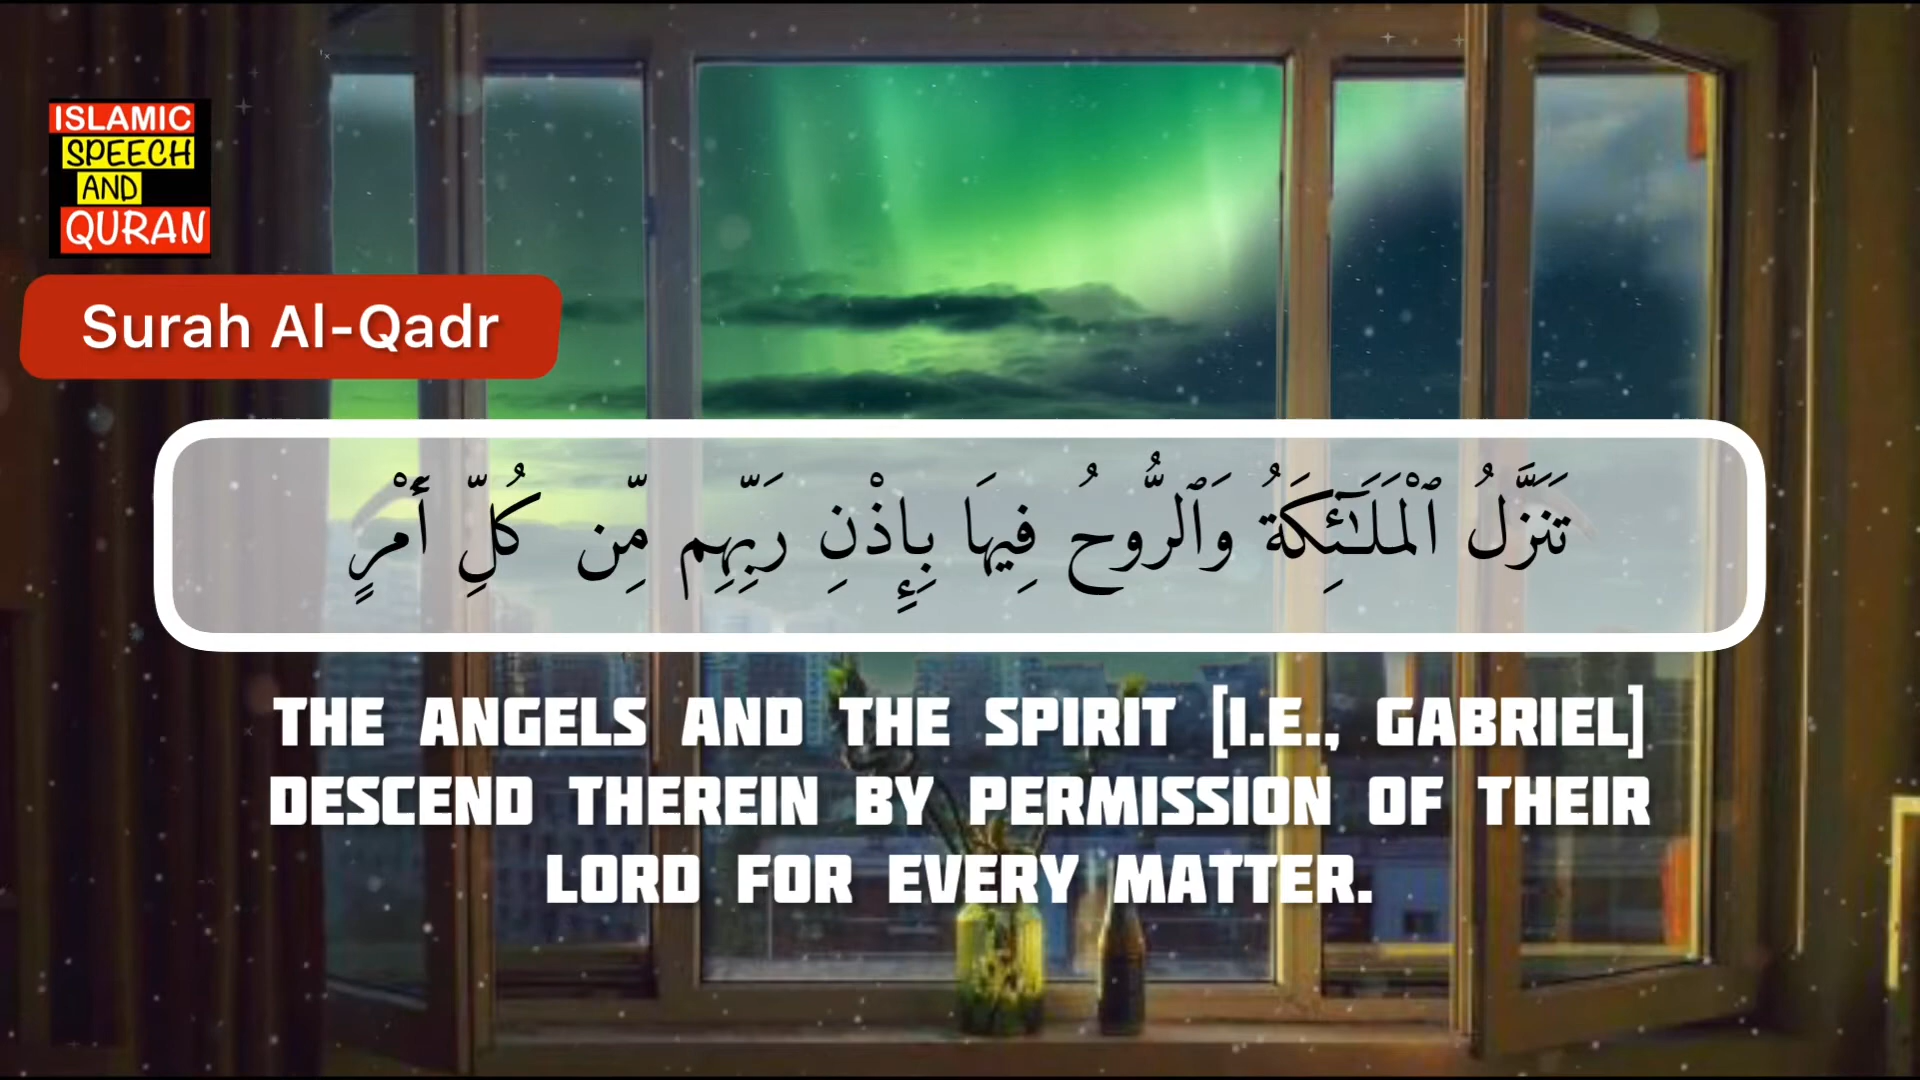 ISLAMIC
SPEECH
AND
QURAN
Surah Al-Qadr
تَنَزَّلُ ٱلْمَلَـٰٓئِكَةُ وَٱلرُّوحُ فِيهَا بِإِذْنِ رَبِّهِم مِّن كُلِّ أَمْرٍ
THE ANGELS AND THE SPIRIT [I.E., GABRIEL]
DESCEND THEREIN BY PERMISSION OF THEIR
LORD FOR EVERY MATTER.